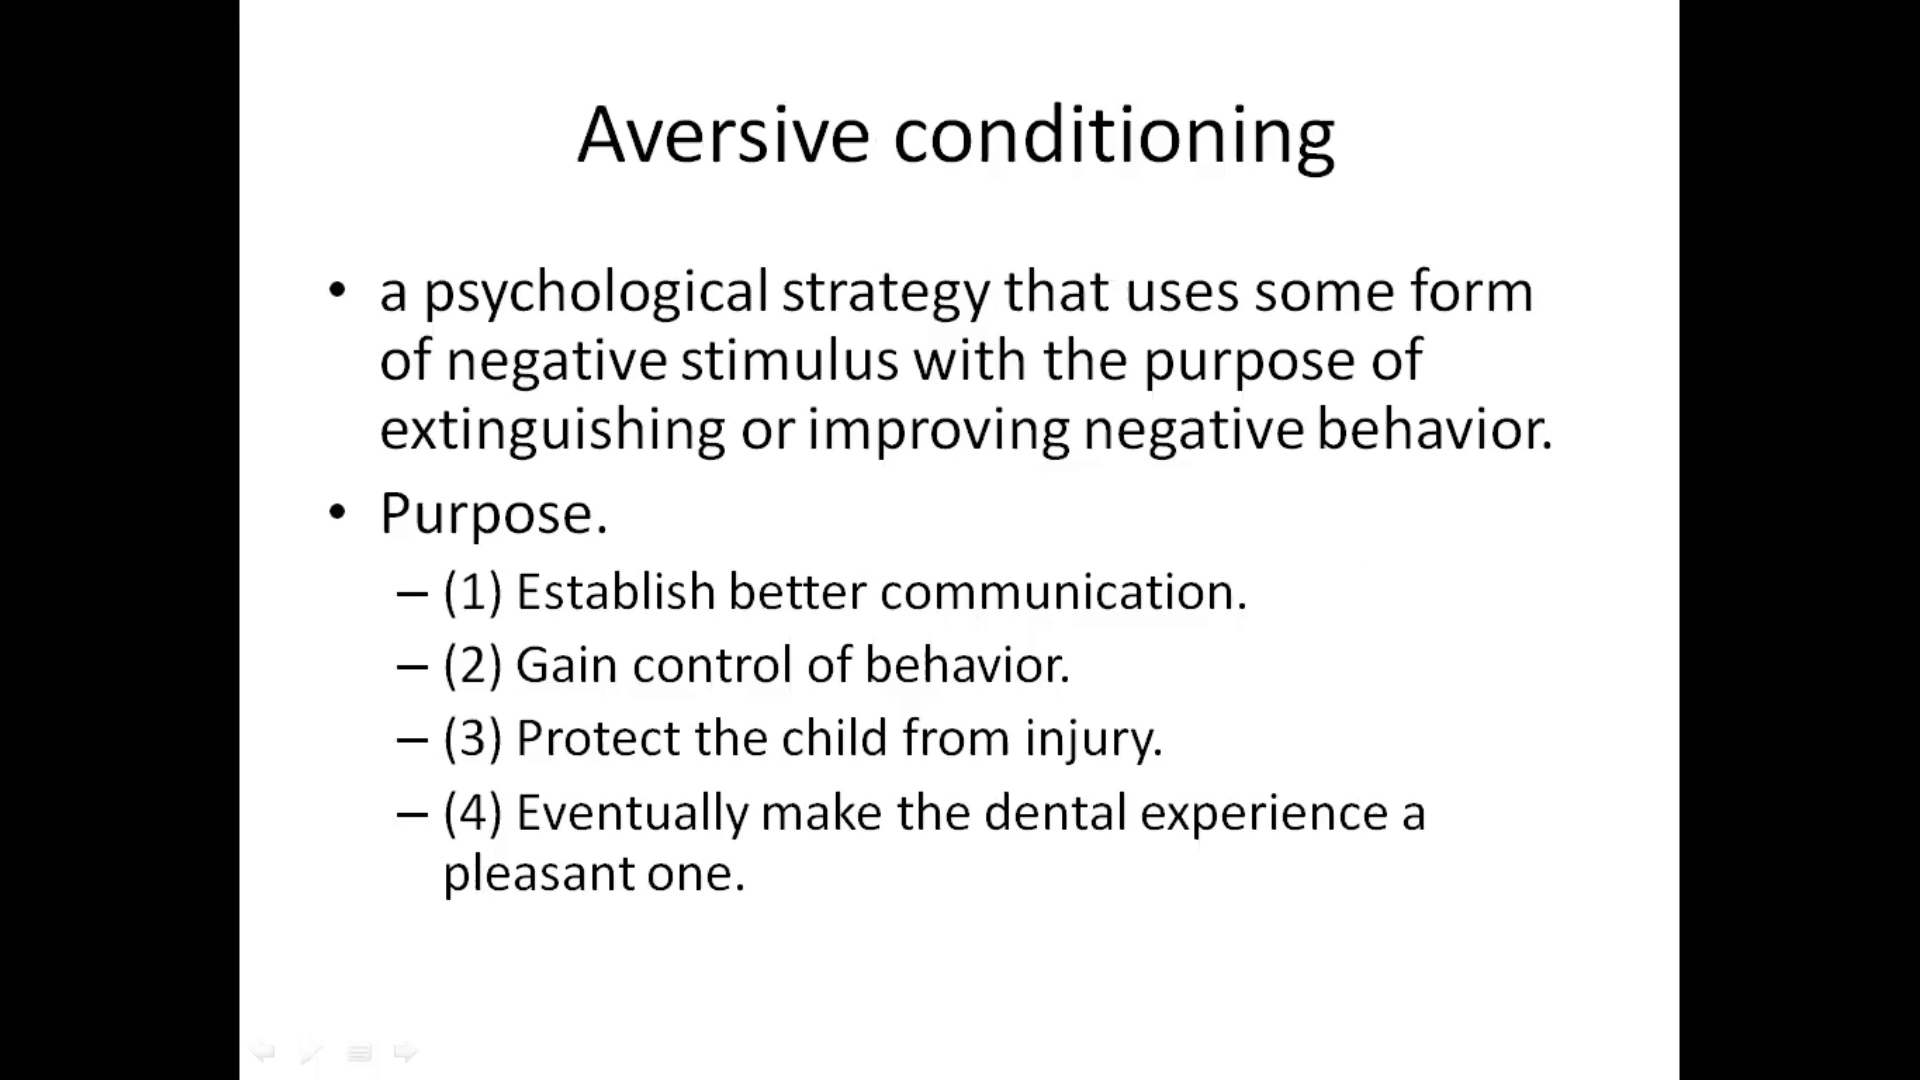 Aversive conditioning
• a psychological strategy that uses some form
of negative stimulus with the purpose of
extinguishing or improving negative behavior.
• Purpose.
– (1) Establish better communication.
– (2) Gain control of behavior.
– (3) Protect the child from injury.
– (4) Eventually make the dental experience a
pleasant one.